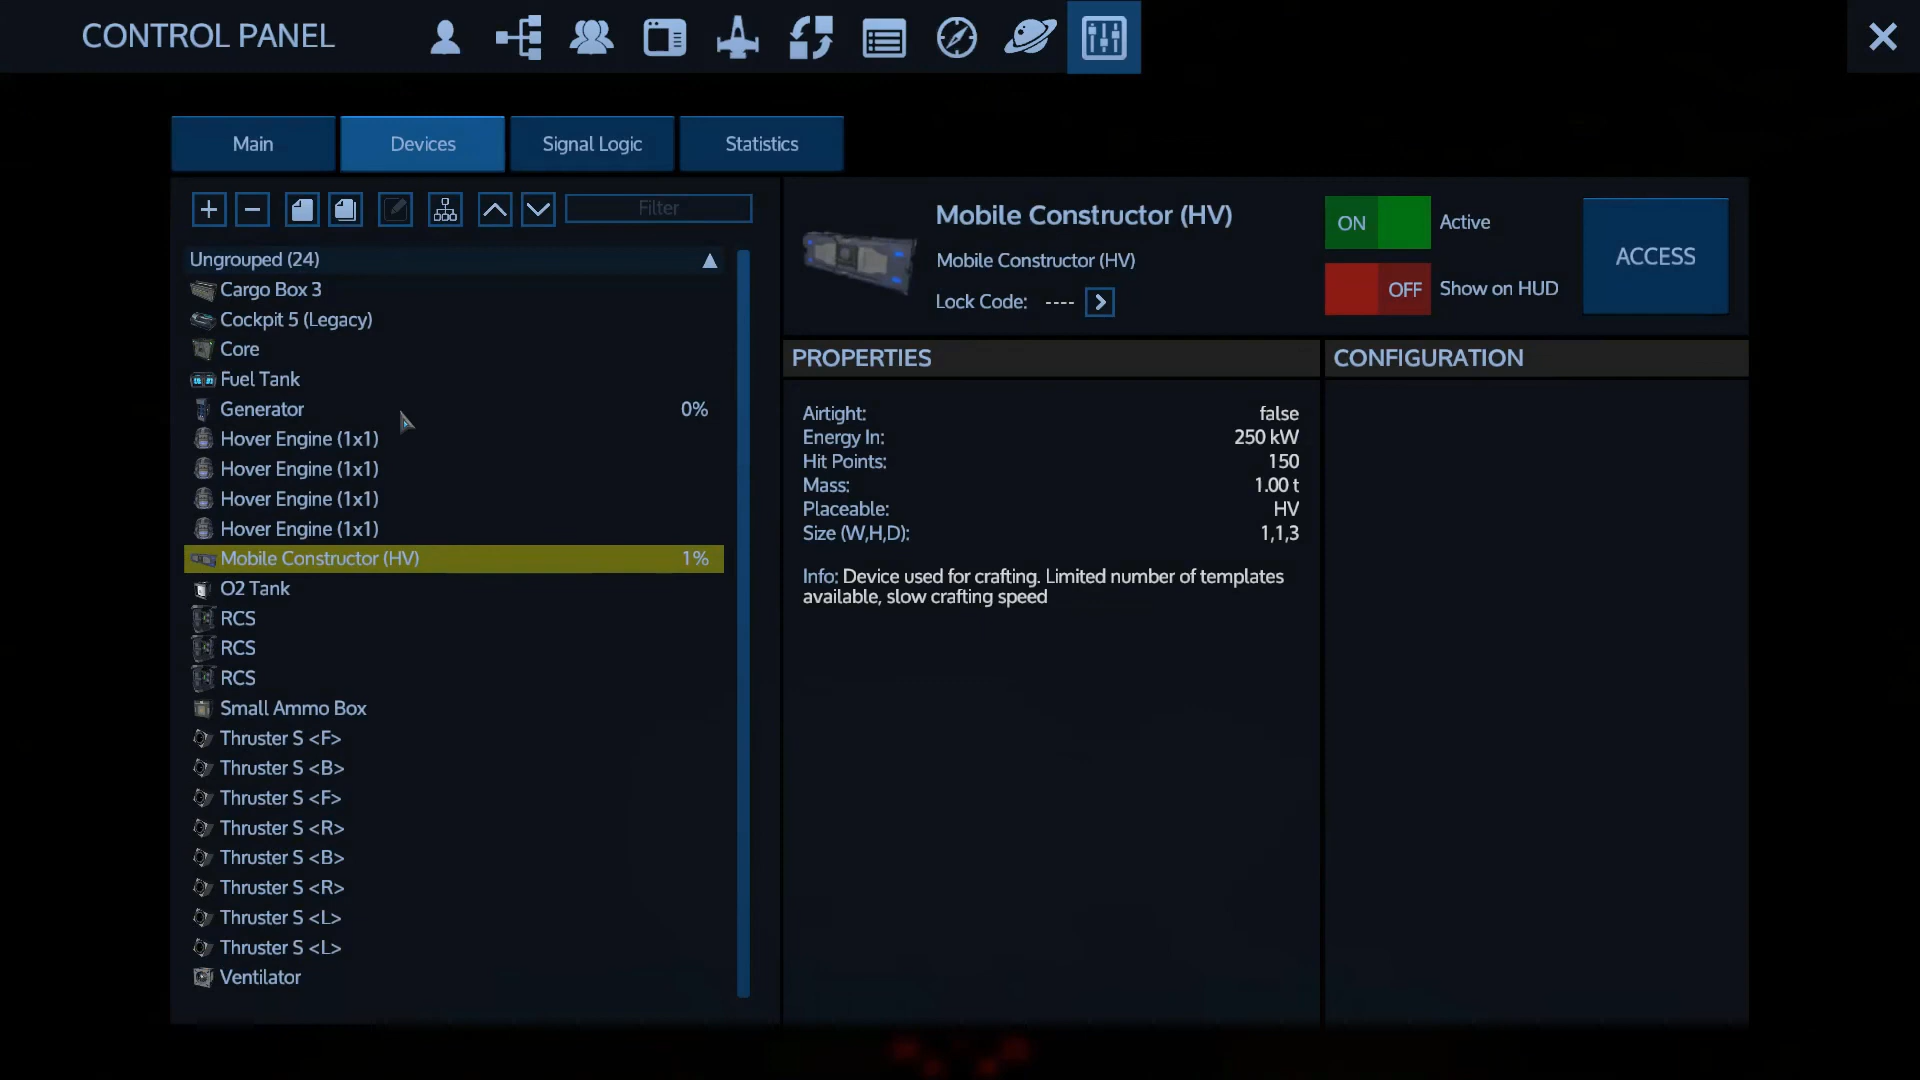 CONTROL PANEL
Main
Devices
Signal Logic
Statistics
Filter
Ungrouped (24)
Cargo Box 3
Cockpit 5 (Legacy)
Core
Fuel Tank
Generator 0%
Hover Engine (1x1)
Hover Engine (1x1)
Hover Engine (1x1)
Hover Engine (1x1)
Mobile Constructor (HV) 1%
O2 Tank
RCS
RCS
RCS
Small Ammo Box
Thruster S <F>
Thruster S <B>
Thruster S <F>
Thruster S <R>
Thruster S <B>
Thruster S <R>
Thruster S <L>
Thruster S <L>
Ventilator
Mobile Constructor (HV)
Mobile Constructor (HV)
Lock Code: ----
ON Active
OFF Show on HUD
ACCESS
PROPERTIES
Airtight: false
Energy In: 250 kW
Hit Points: 150
Mass: 1.00 t
Placeable: HV
Size (W,H,D): 1,1,3
Info: Device used for crafting. Limited number of templates
available, slow crafting speed
CONFIGURATION